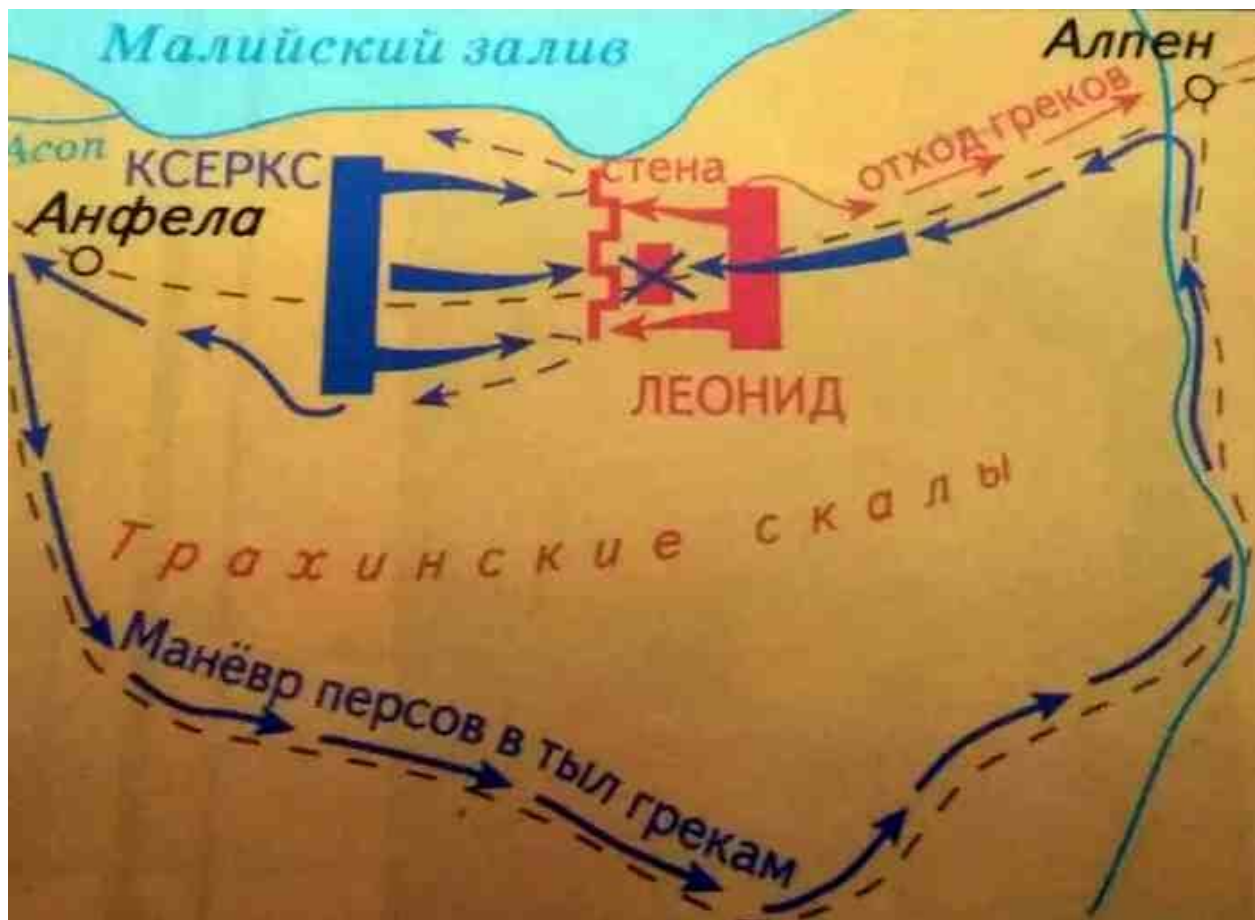 Малийский залив
Алпен
Асоп
КСЕРКС
стена
отход греков
Анфела
ЛЕОНИД
Трахинские скалы
Манёвр персов в тыл грекам